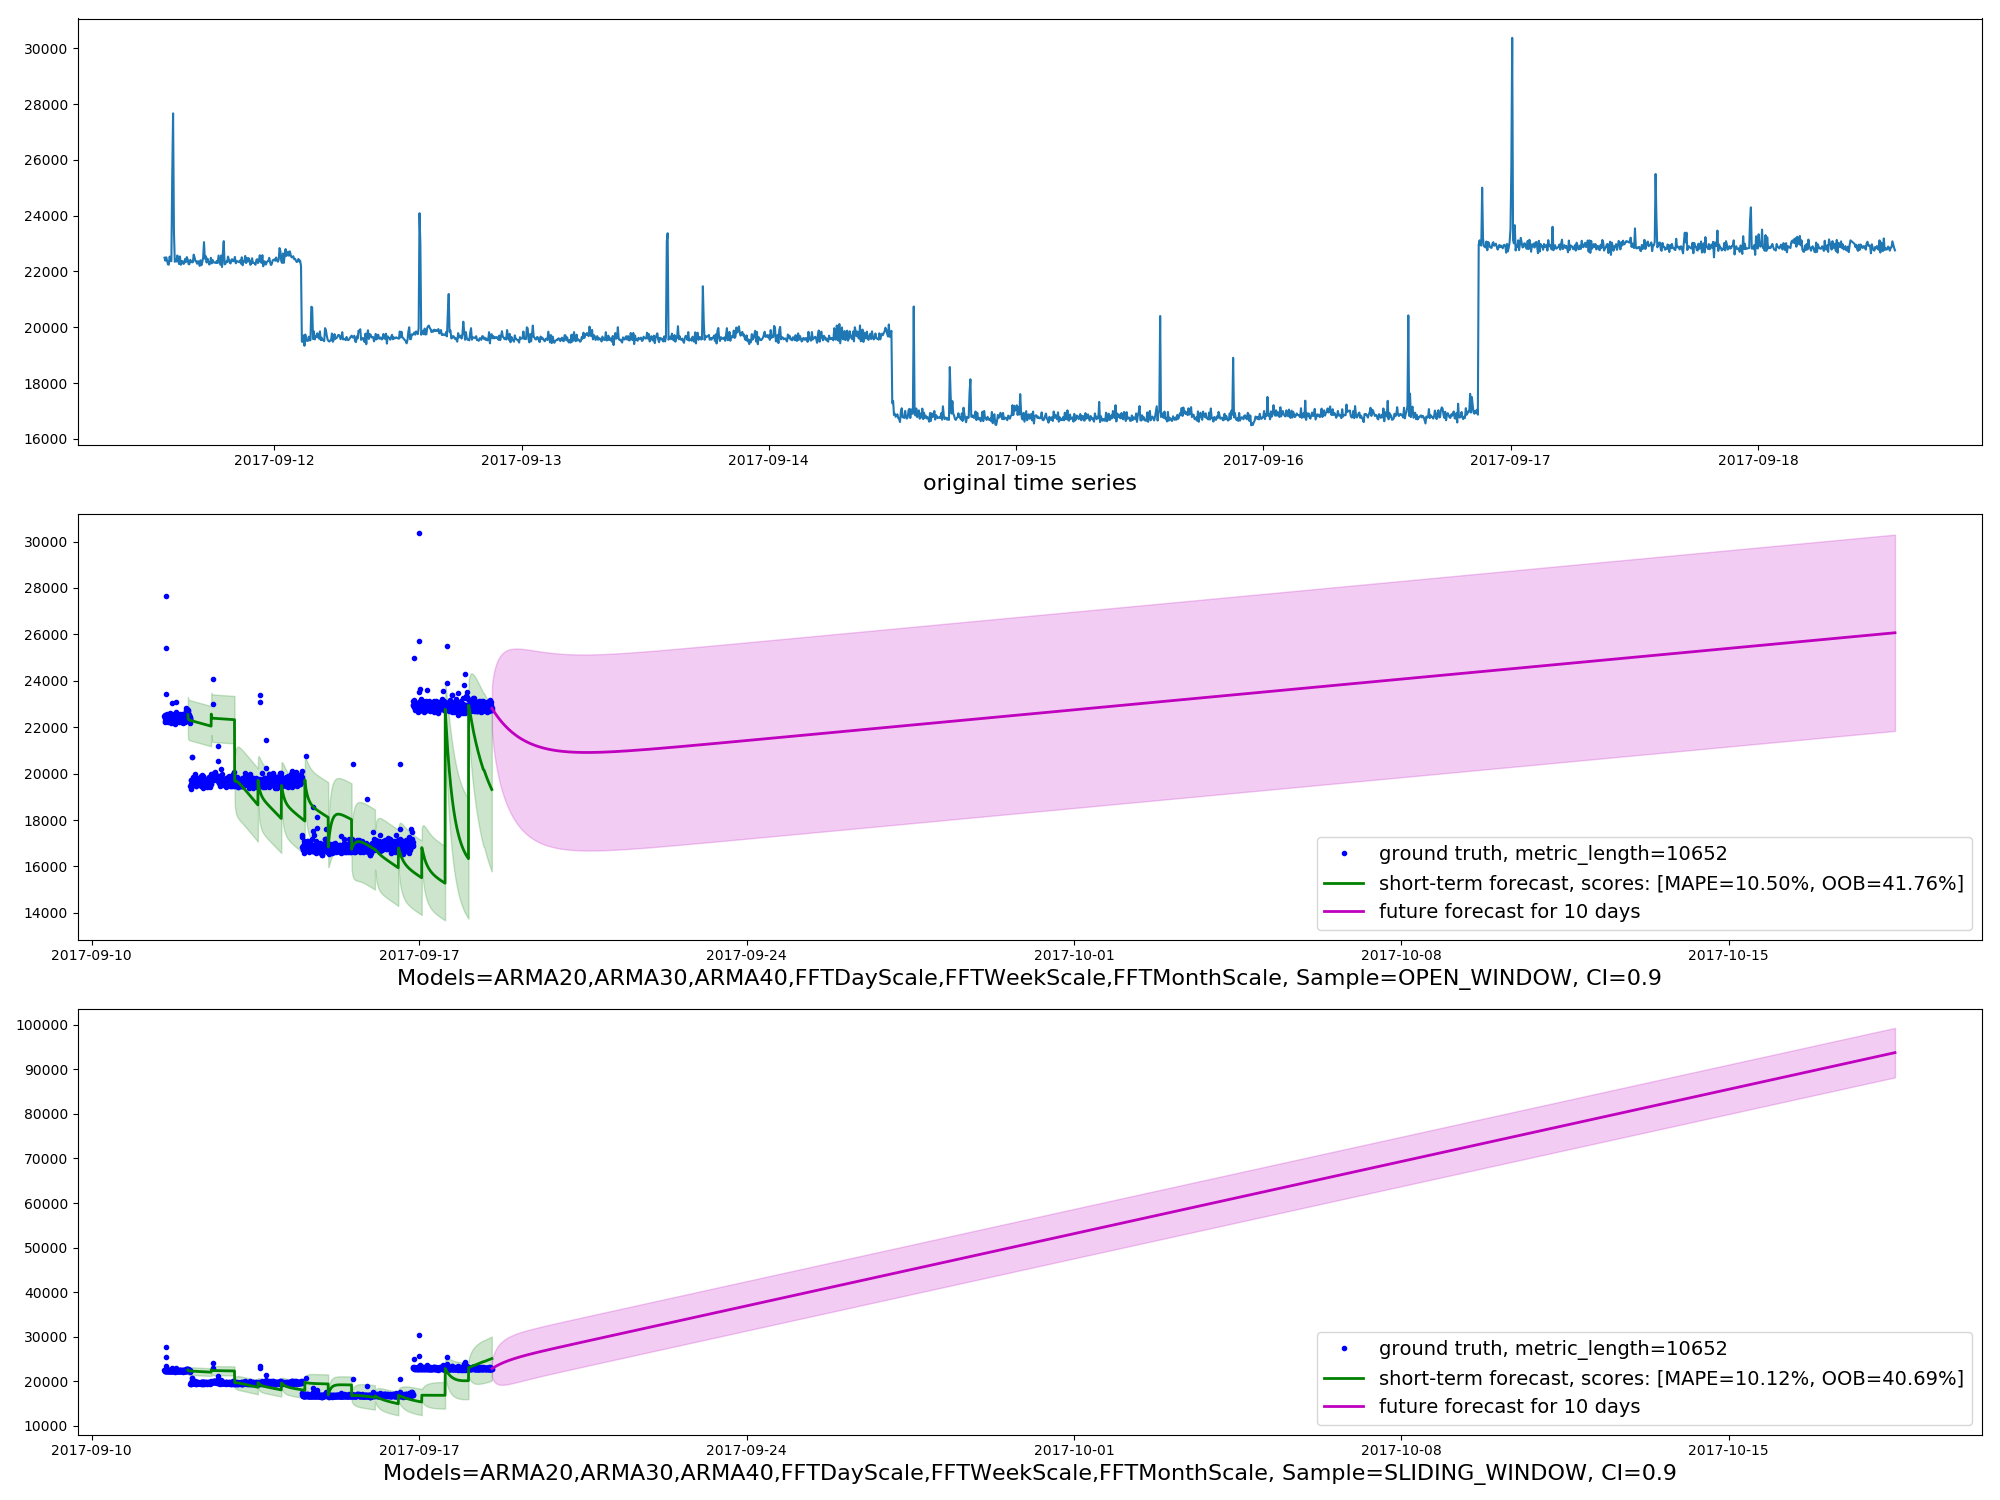 30000
28000
26000
24000
22000
20000
18000
16000
2017-09-12 2017-09-13 2017-09-14 2017-09-15 2017-09-16 2017-09-17 2017-09-18
original time series
30000
28000
26000
24000
22000
20000
18000
16000
14000
ground truth, metric_length=10652
short-term forecast, scores: [MAPE=10.50%, OOB=41.76%]
future forecast for 10 days
2017-09-10 2017-09-17 2017-09-24 2017-10-01 2017-10-08 2017-10-15
Models=ARMA20,ARMA30,ARMA40,FFTDayScale,FFTWeekScale,FFTMonthScale, Sample=OPEN_WINDOW, CI=0.9
100000
90000
80000
70000
60000
50000
40000
30000
20000
10000
ground truth, metric_length=10652
short-term forecast, scores: [MAPE=10.12%, OOB=40.69%]
future forecast for 10 days
2017-09-10 2017-09-17 2017-09-24 2017-10-01 2017-10-08 2017-10-15
Models=ARMA20,ARMA30,ARMA40,FFTDayScale,FFTWeekScale,FFTMonthScale, Sample=SLIDING_WINDOW, CI=0.9